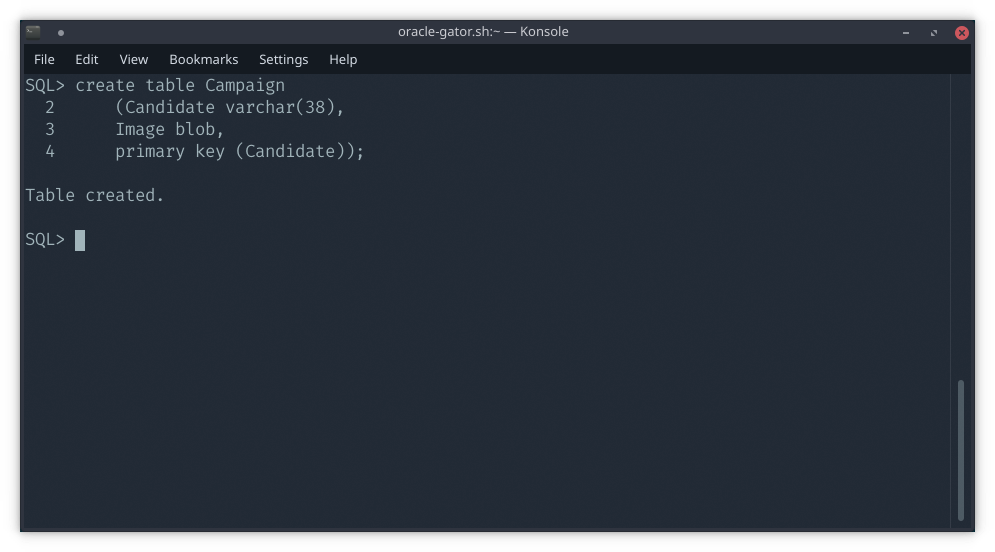 oracle-gator.sh:~ — Konsole
File Edit View Bookmarks Settings Help
SQL> create table Campaign
2 (Candidate varchar(38),
3 Image blob,
4 primary key (Candidate));
Table created.
SQL>